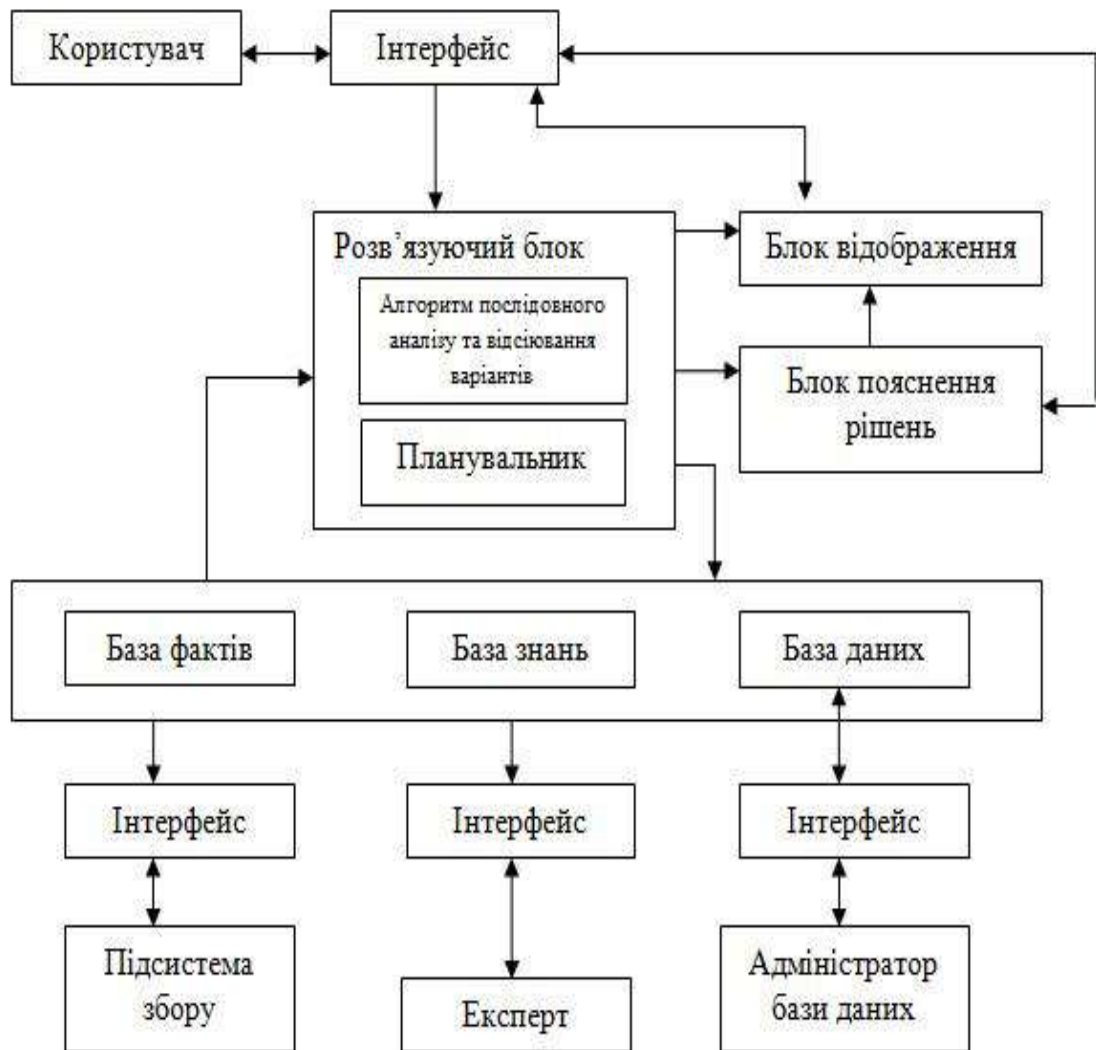 Користувач
Інтерфейс
Розв’язуючий блок
Алгоритм послідовного
аналізу та відсіювання
варіантів
Планувальник
Блок відображення
Блок пояснення
рішень
База фактів
База знань
База даних
Інтерфейс
Інтерфейс
Інтерфейс
Підсистема
збору
Експерт
Адміністратор
бази даних